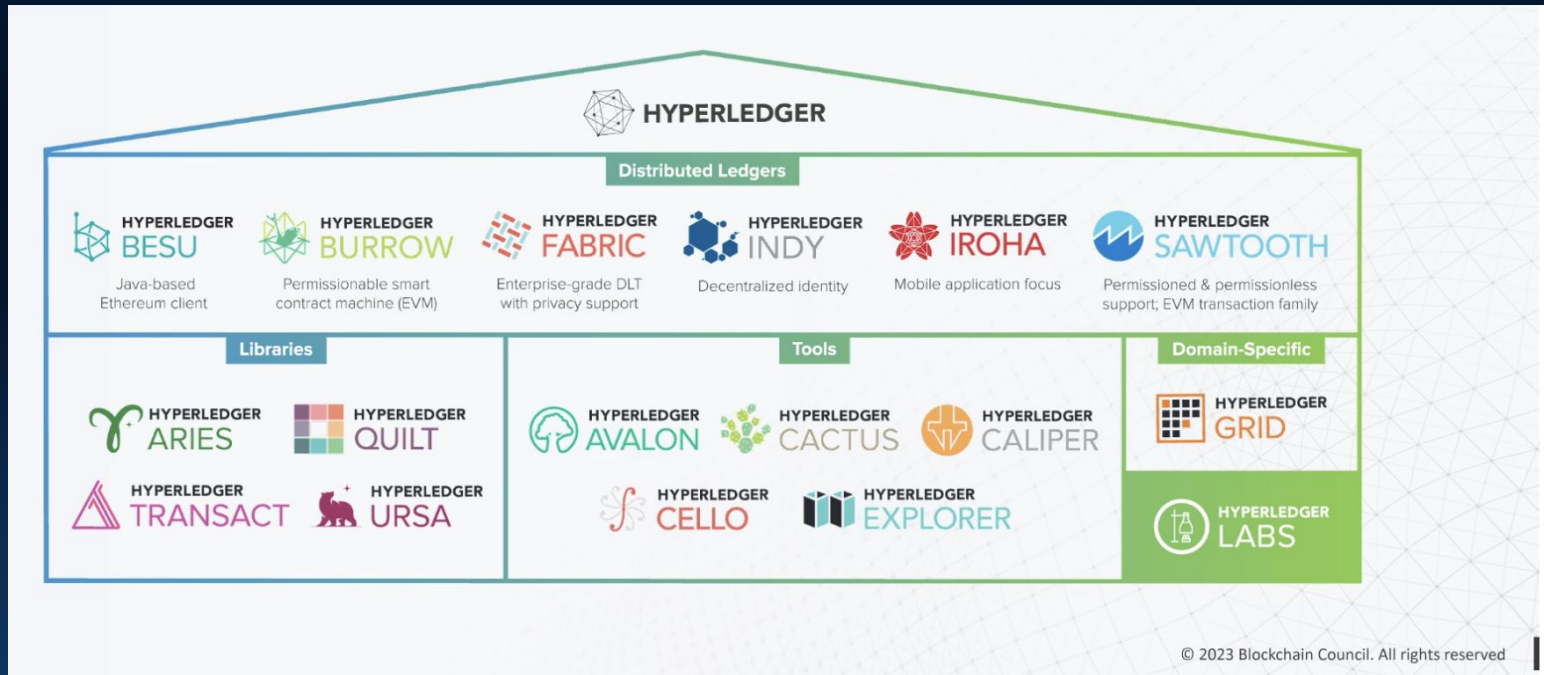 HYPERLEDGER
Distributed Ledgers
HYPERLEDGER
BESU
Java-based
Ethereum client
HYPERLEDGER
BURROW
Permissionable smart
contract machine (EVM)
HYPERLEDGER
FABRIC
Enterprise-grade DLT
with privacy support
HYPERLEDGER
INDY
Decentralized identity
HYPERLEDGER
IROHA
Mobile application focus
HYPERLEDGER
SAWTOOTH
Permissioned & permissionless
support; EVM transaction family
Libraries
HYPERLEDGER
ARIES
HYPERLEDGER
QUILT
HYPERLEDGER
TRANSACT
HYPERLEDGER
URSA
Tools
HYPERLEDGER
AVALON
HYPERLEDGER
CACTUS
HYPERLEDGER
CALIPER
HYPERLEDGER
CELLO
HYPERLEDGER
EXPLORER
Domain-Specific
HYPERLEDGER
GRID
HYPERLEDGER
LABS
© 2023 Blockchain Council. All rights reserved